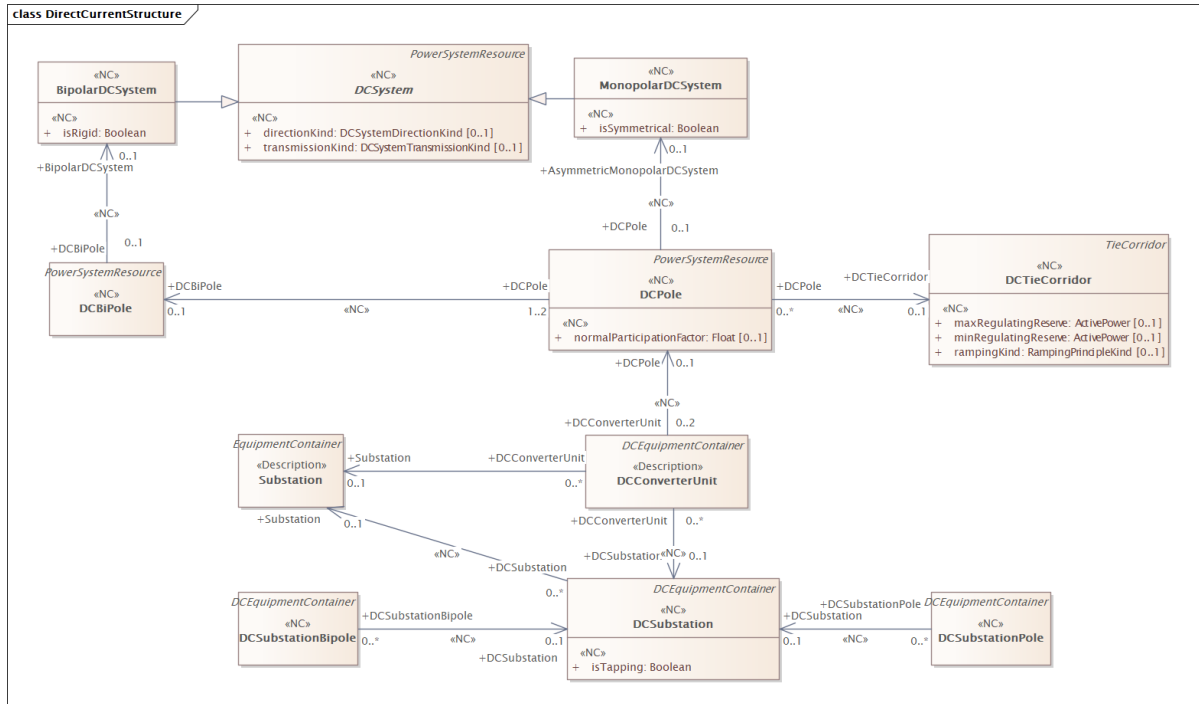 class DirectCurrentStructure
PowerSystemResource
«NC»
BipolarDCSystem
«NC»
+ isRigid: Boolean
«NC»
DCSystem
«NC»
+ directionKind: DCSystemDirectionKind [0..1]
+ transmissionKind: DCSystemTransmissionKind [0..1]
«NC»
MonopolarDCSystem
«NC»
+ isSymmetrical: Boolean
0..1
+BipolarDCSystem
«NC»
+DCBiPole
0..1
0..1
+AsymmetricMonopolarDCSystem
«NC»
+DCPole
0..1
PowerSystemResource
«NC»
DCBiPole
+DCBiPole
0..1
«NC»
+DCPole
1..2
PowerSystemResource
«NC»
DCPole
«NC»
+ normalParticipationFactor: Float [0..1]
+DCPole
0..*
«NC»
+DCTieCorridor
0..1
TieCorridor
«NC»
DCTieCorridor
«NC»
+ maxRegulatingReserve: ActivePower [0..1]
+ minRegulatingReserve: ActivePower [0..1]
+ rampingKind: RampingPrincipleKind [0..1]
+DCPole
0..1
«NC»
+DCConverterUnit
0..2
EquipmentContainer
«Description»
Substation
+Substation
0..1
+DCConverterUnit
0..*
DCEquipmentContainer
«Description»
DCConverterUnit
+Substation
0..1
«NC»
+DCSubstation
0..*
+DCConverterUnit
0..*
+DCSubstation
«NC»
0..1
DCEquipmentContainer
«NC»
DCSubstationBipole
+DCSubstationBipole
0..*
«NC»
0..1
+DCSubstation
DCEquipmentContainer
«NC»
DCSubstation
«NC»
+ isTapping: Boolean
+DCSubstationPole
+DCSubstation
0..1
«NC»
0..*
DCEquipmentContainer
«NC»
DCSubstationPole